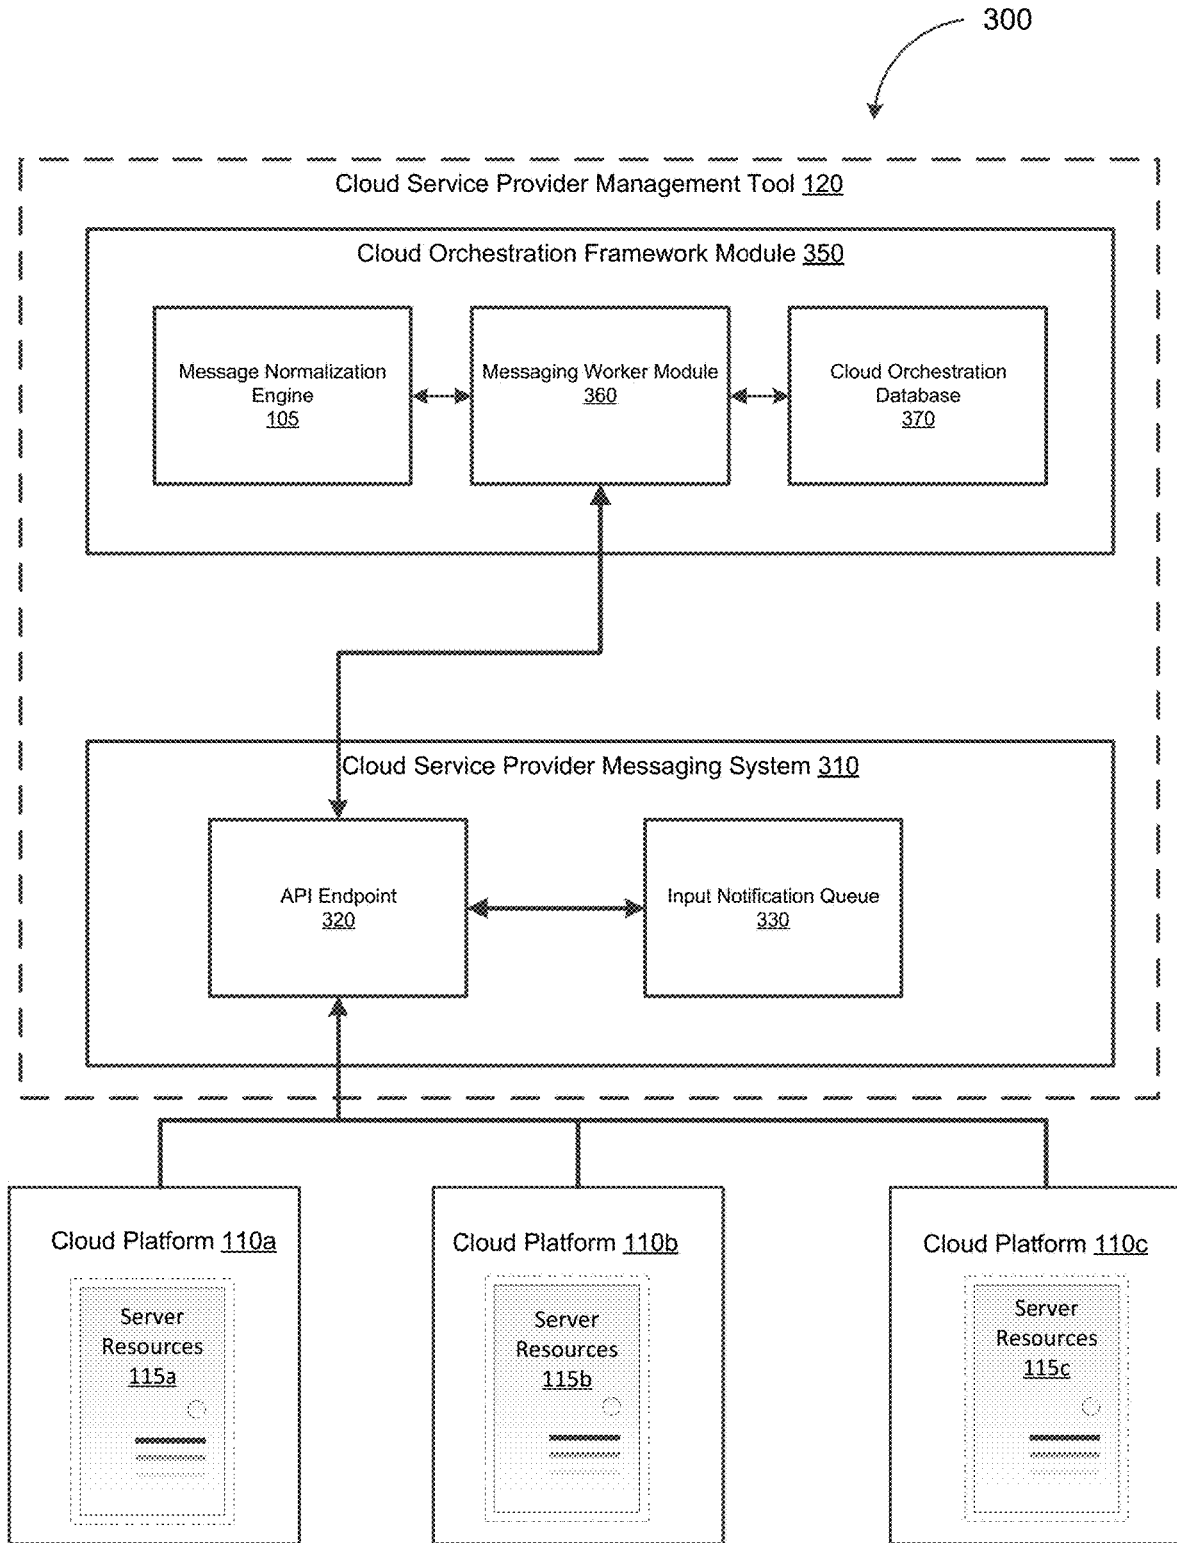 300
Cloud Service Provider Management Tool 120
Cloud Orchestration Framework Module 350
Message Normalization
Engine
105
Messaging Worker Module
360
Cloud Orchestration
Database
370
Cloud Service Provider Messaging System 310
API Endpoint
320
Input Notification Queue
330
Cloud Platform 110a
Server
Resources
115a
Cloud Platform 110b
Server
Resources
115b
Cloud Platform 110c
Server
Resources
115c